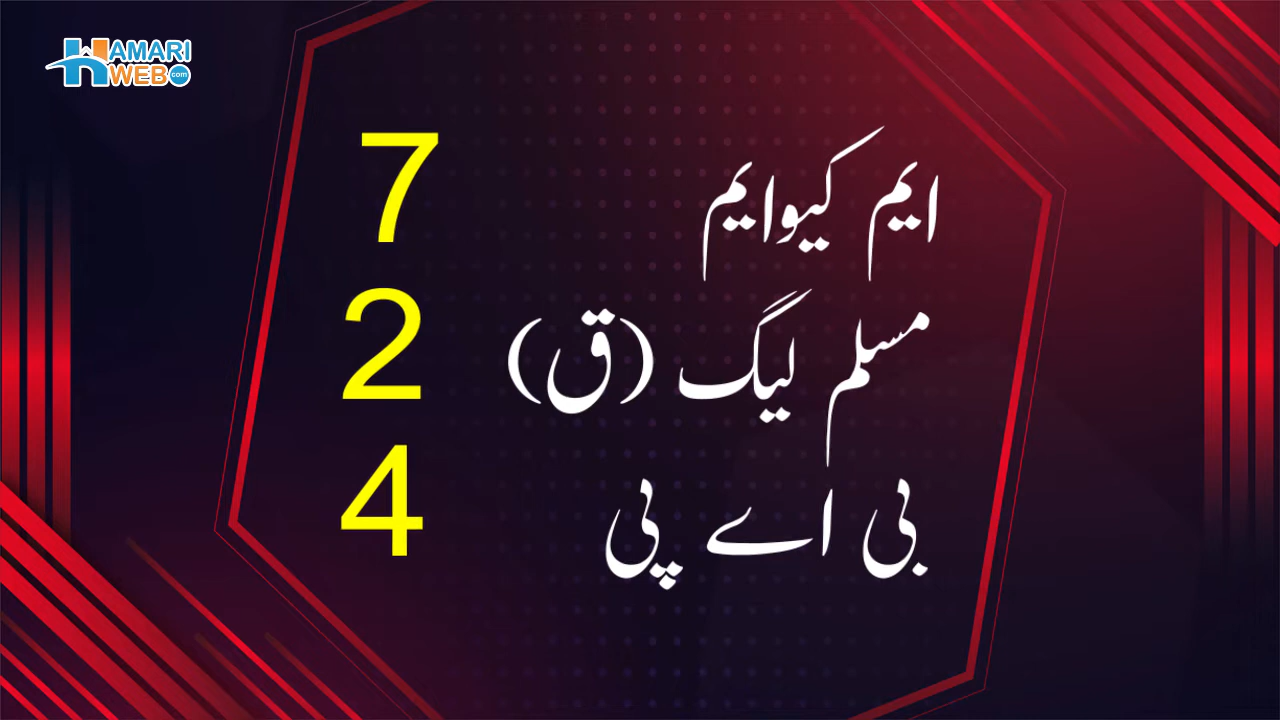 HAMARI
WEB.com
ایم کیوایم 7
مسلم لیگ (ق) 2
بی اے پی 4